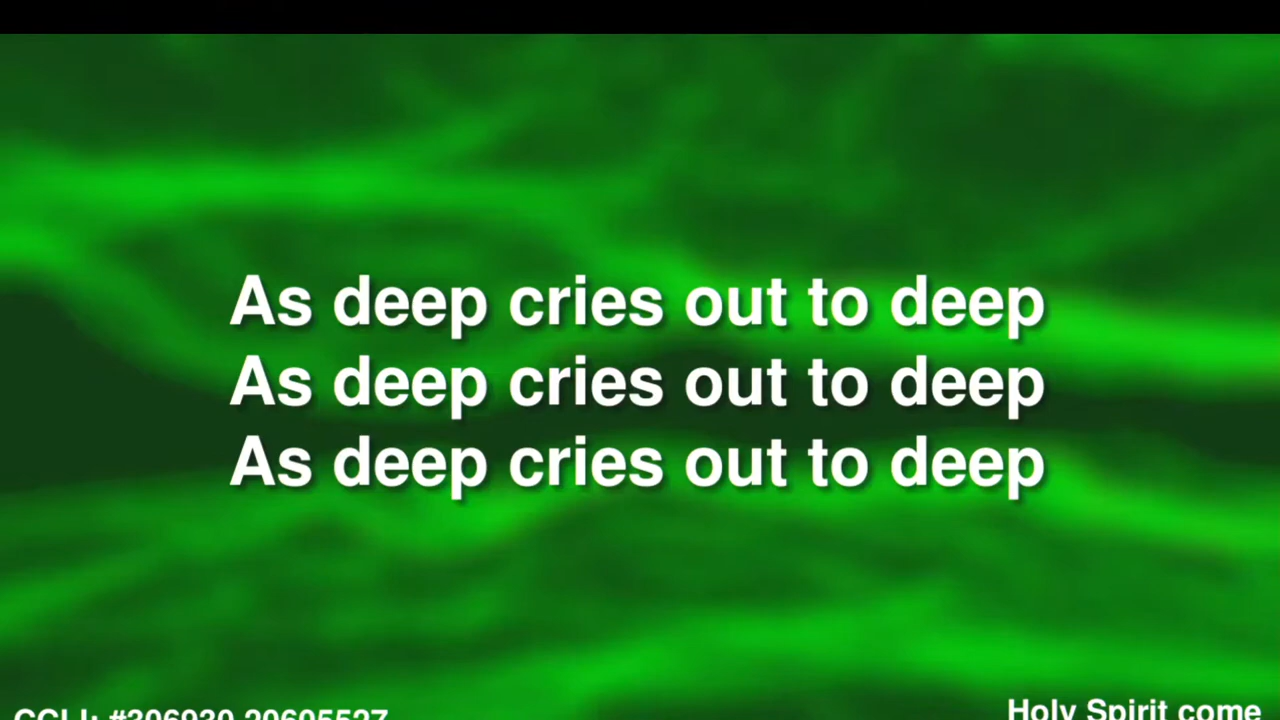 As deep cries out to deep
As deep cries out to deep
As deep cries out to deep
CCLI: #306930 20605527
Holy Spirit come